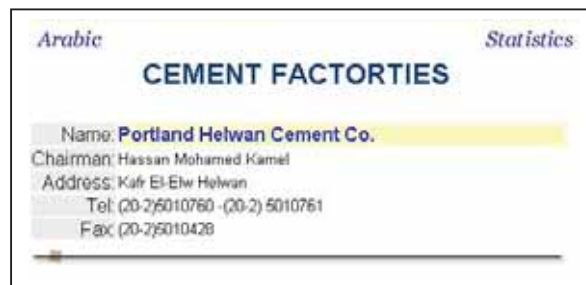 Arabic Statistics
CEMENT FACTORTIES
Name: Portland Helwan Cement Co.
Chairman: Hassan Mohamed Kamel
Address: Kafr El-Elw Helwan
Tel: (20-2)5010760 -(20-2) 5010761
Fax: (20-2)5010428